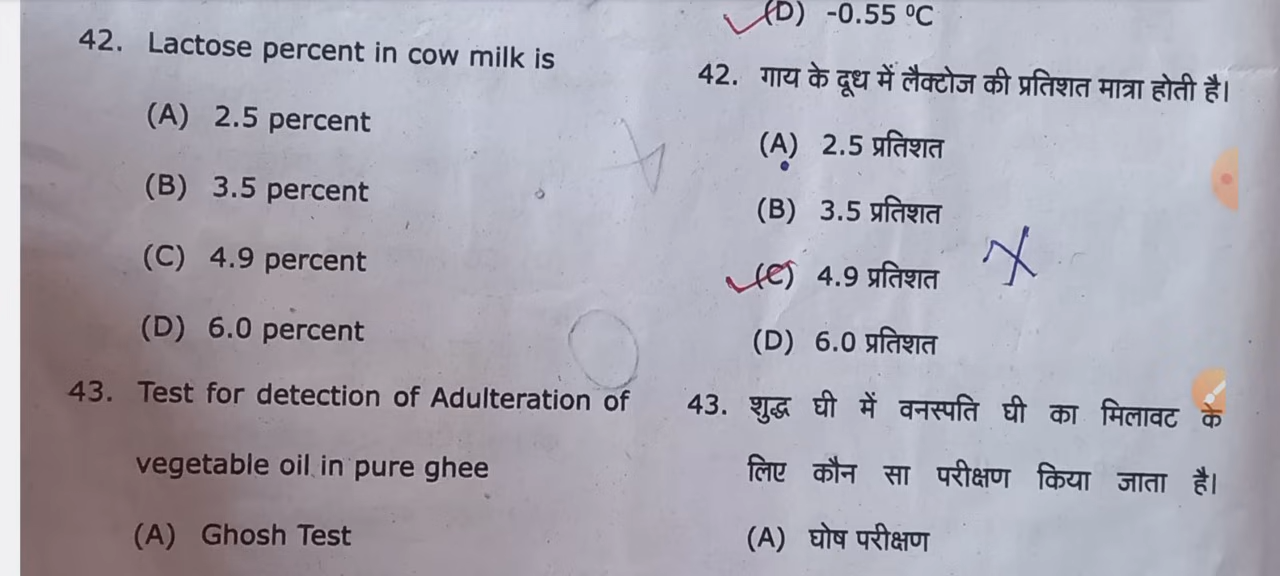 42. Lactose percent in cow milk is
(A) 2.5 percent
(B) 3.5 percent
(C) 4.9 percent
(D) 6.0 percent
43. Test for detection of Adulteration of
vegetable oil in pure ghee
(A) Ghosh Test
(D) -0.55 ⁰C
42. गाय के दूध में लैक्टोज की प्रतिशत मात्रा होती है।
(A) 2.5 प्रतिशत
(B) 3.5 प्रतिशत
(C) 4.9 प्रतिशत
(D) 6.0 प्रतिशत
43. शुद्ध घी में वनस्पति घी का मिलावट के
लिए कौन सा परीक्षण किया जाता है।
(A) घोष परीक्षण